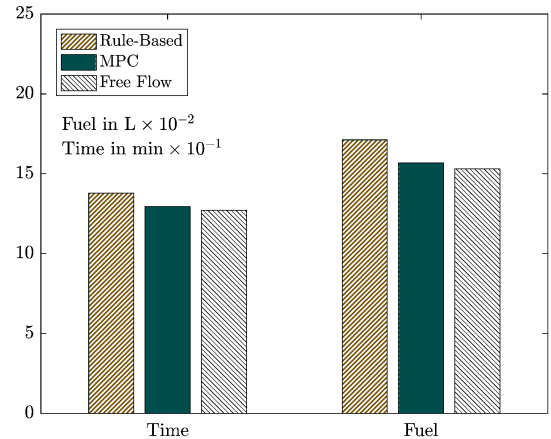 25
20
15
10
5
0
Rule-Based
MPC
Free Flow
Fuel in L × 10⁻²
Time in min × 10⁻¹
Time
Fuel